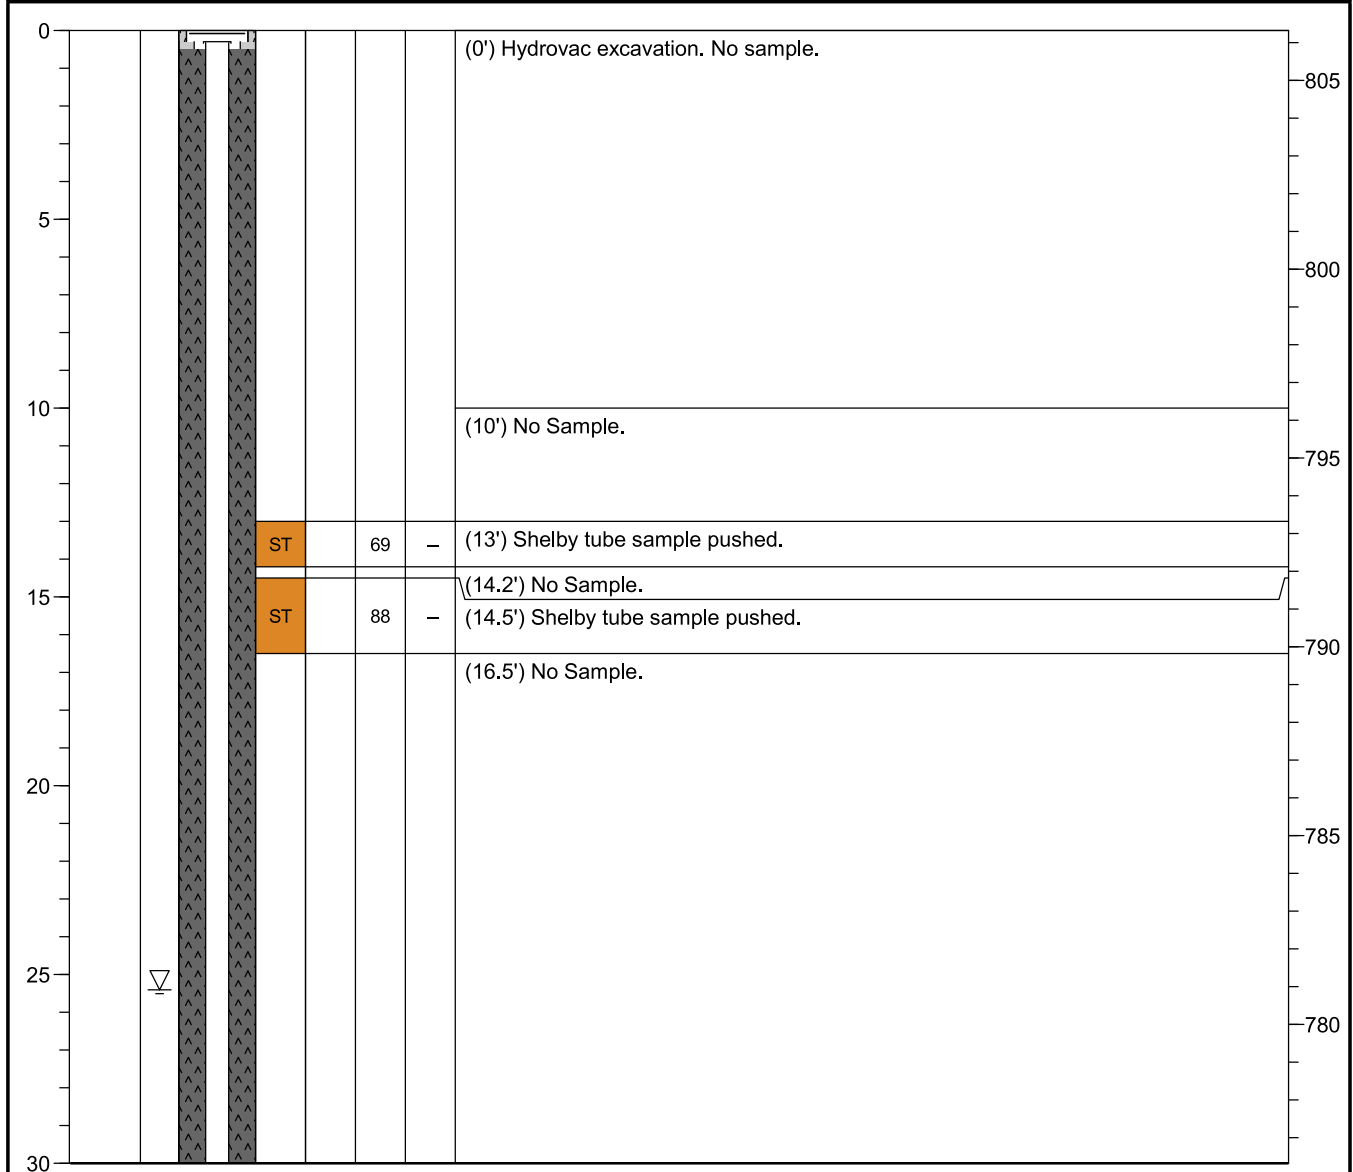 0
(0') Hydrovac excavation. No sample.
805
5
800
10
(10') No Sample.
795
ST 69 – (13') Shelby tube sample pushed.
(14.2') No Sample.
15
ST 88 – (14.5') Shelby tube sample pushed.
790
(16.5') No Sample.
20
785
25
780
30